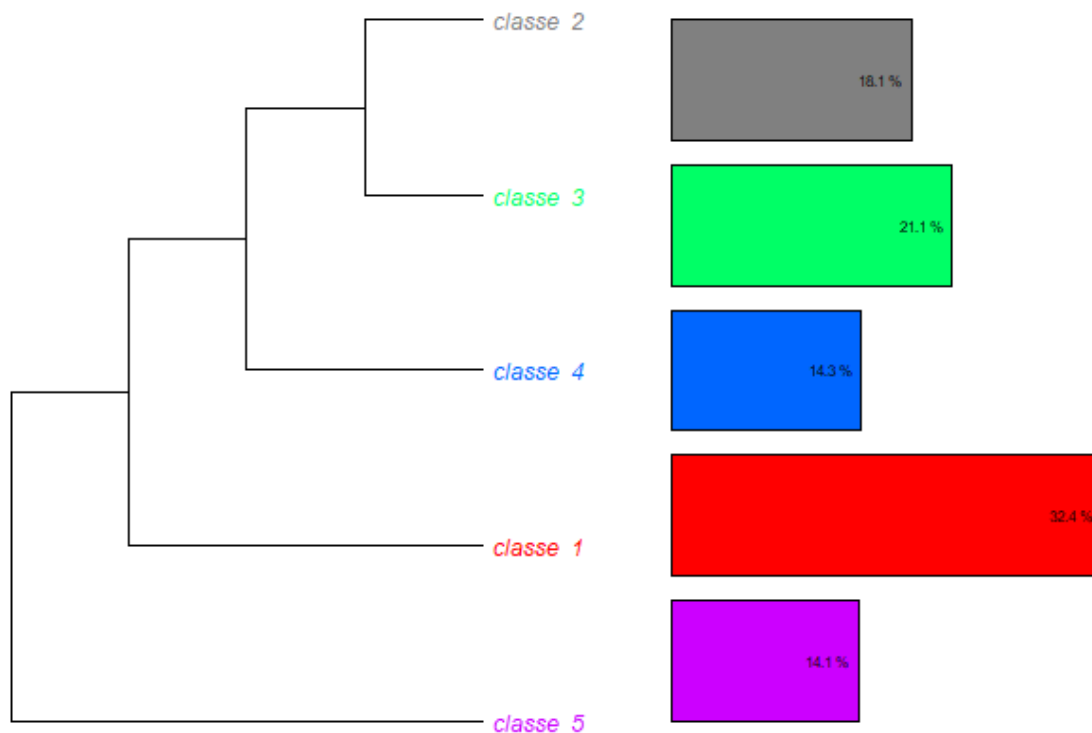 classe 2
18.1 %
classe 3
21.1 %
classe 4
14.3 %
classe 1
32.4 %
classe 5
14.1 %